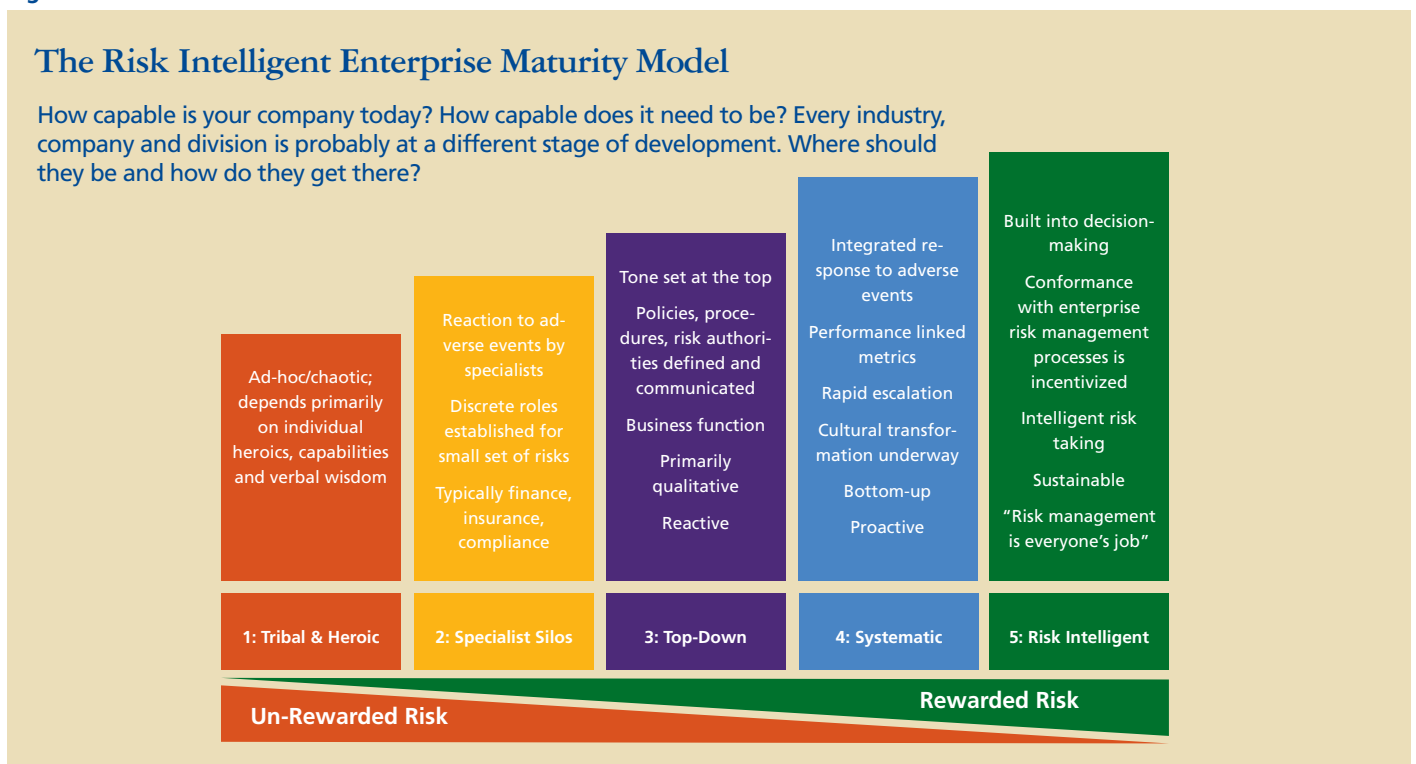 The Risk Intelligent Enterprise Maturity Model
How capable is your company today? How capable does it need to be? Every industry,
company and division is probably at a different stage of development. Where should
they be and how do they get there?
Ad-hoc/chaotic;
depends primarily
on individual
heroics, capabilities
and verbal wisdom
Reaction to ad-
verse events by
specialists
Discrete roles
established for
small set of risks
Typically finance,
insurance,
compliance
Tone set at the top
Policies, proce-
dures, risk authori-
ties defined and
communicated
Business function
Primarily
qualitative
Reactive
Integrated re-
sponse to adverse
events
Performance linked
metrics
Rapid escalation
Cultural transfor-
mation underway
Bottom-up
Proactive
Built into decision-
making
Conformance
with enterprise
risk management
processes is
incentivized
Intelligent risk
taking
Sustainable
“Risk management
is everyone’s job”
1: Tribal & Heroic
2: Specialist Silos
3: Top-Down
4: Systematic
5: Risk Intelligent
Rewarded Risk
Un-Rewarded Risk